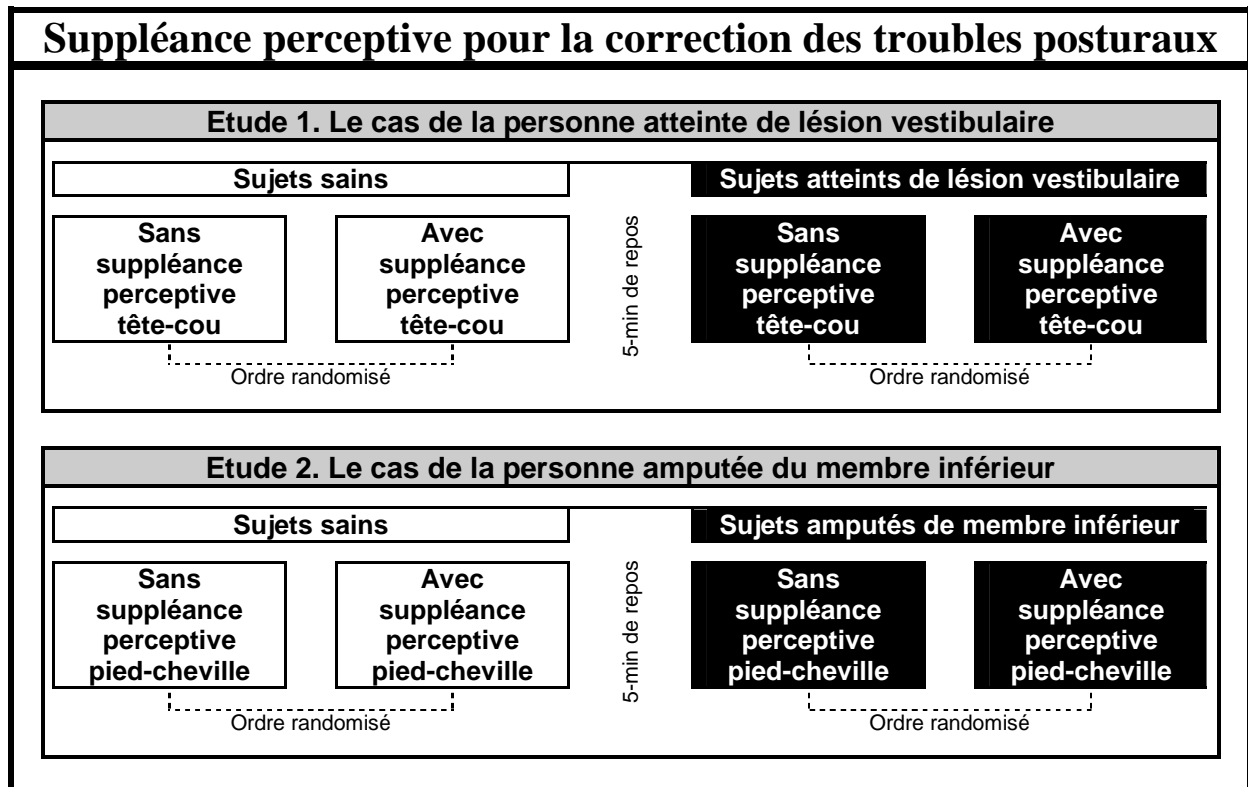 Suppléance perceptive pour la correction des troubles posturaux
Etude 1. Le cas de la personne atteinte de lésion vestibulaire
Sujets sains
Sans
suppléance
perceptive
tête-cou
Avec
suppléance
perceptive
tête-cou
Ordre randomisé
5-min de repos
Sujets atteints de lésion vestibulaire
Sans
suppléance
perceptive
tête-cou
Avec
suppléance
perceptive
tête-cou
Ordre randomisé
Etude 2. Le cas de la personne amputée du membre inférieur
Sujets sains
Sans
suppléance
perceptive
pied-cheville
Avec
suppléance
perceptive
pied-cheville
Ordre randomisé
5-min de repos
Sujets amputés de membre inférieur
Sans
suppléance
perceptive
pied-cheville
Avec
suppléance
perceptive
pied-cheville
Ordre randomisé